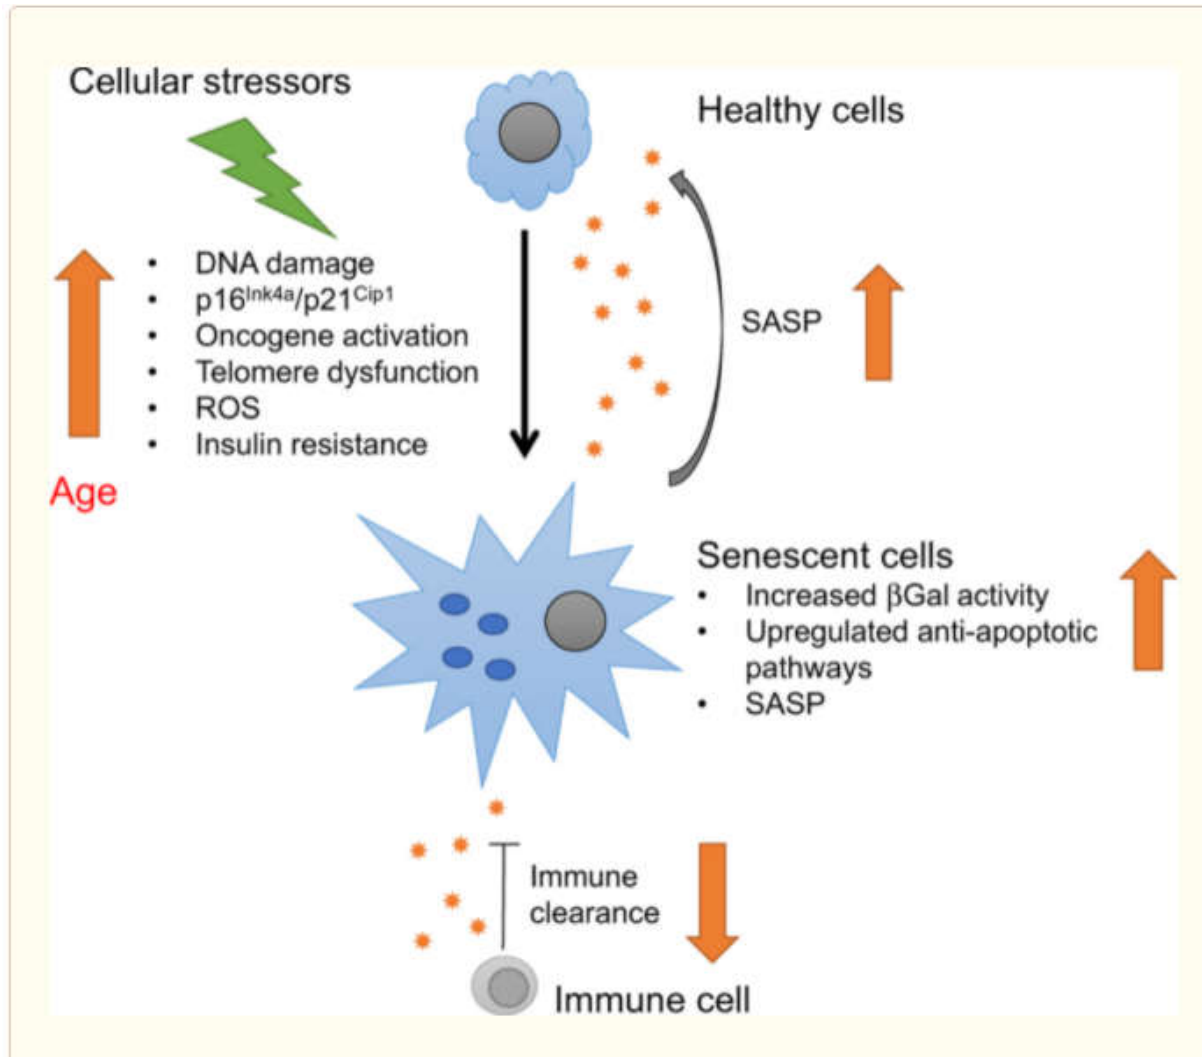 Cellular stressors
Healthy cells
• DNA damage
• p16Ink4a/p21Cip1
• Oncogene activation
• Telomere dysfunction
• ROS
• Insulin resistance
Age
SASP
Senescent cells
• Increased βGal activity
• Upregulated anti-apoptotic
pathways
• SASP
Immune
clearance
Immune cell